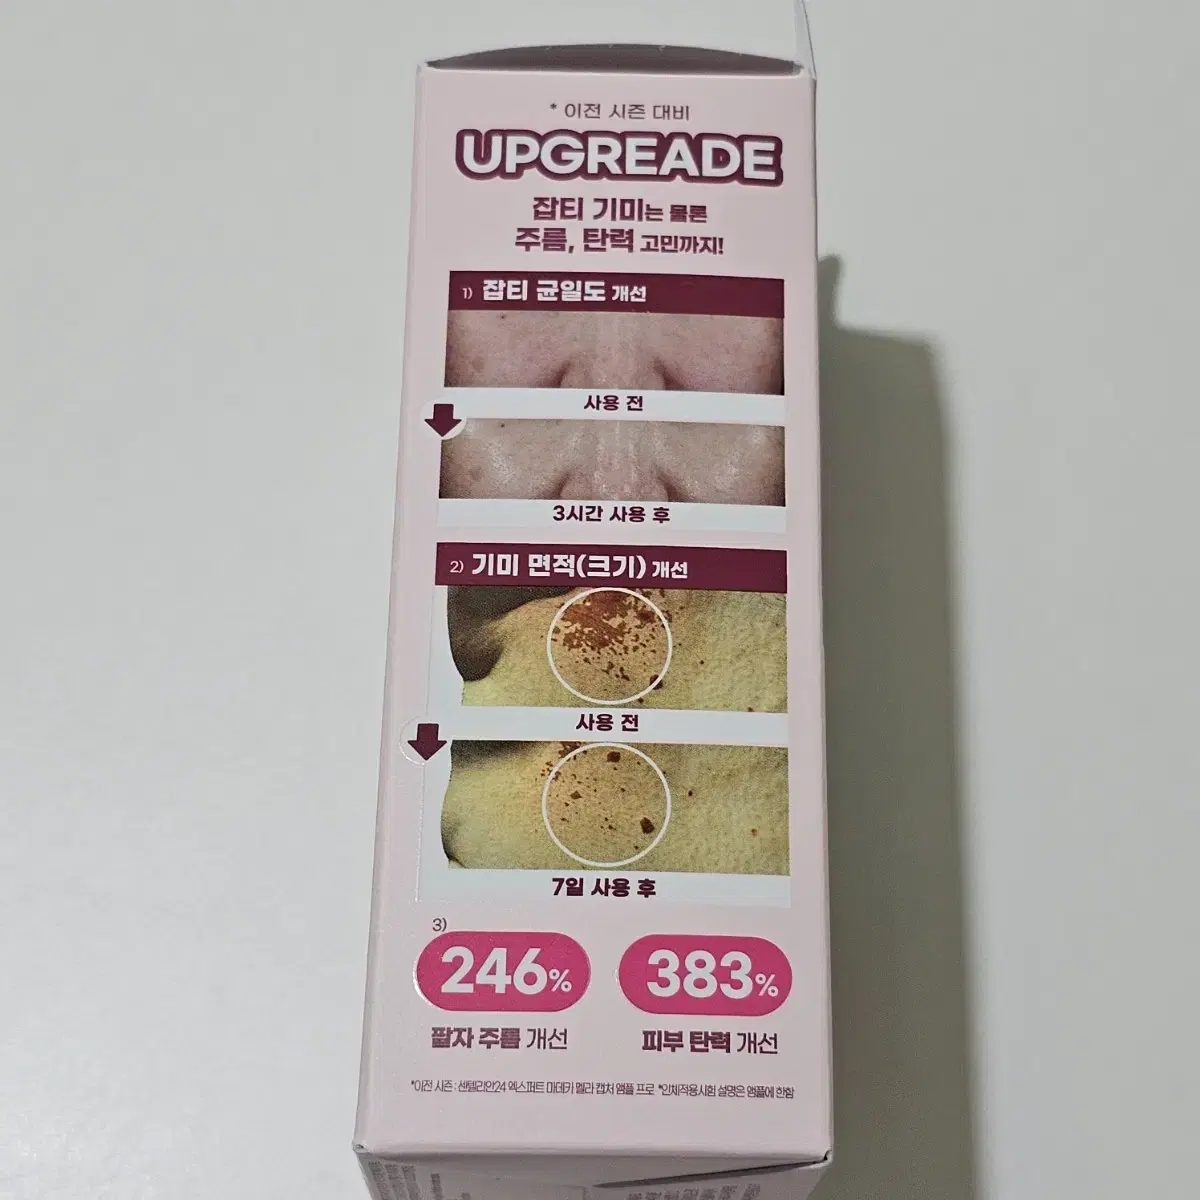 * 이전 시즌 대비
UPGREADE
잡티 기미는 물론
주름, 탄력 고민까지!
1) 잡티 균일도 개선
사용 전
3시간 사용 후
2) 기미 면적(크기) 개선
사용 전
7일 사용 후
3)
246% 383%
팔자 주름 개선 피부 탄력 개선
*이전 시즌 : 센텔리안24 엑스퍼트 마데카 멜라 캡처 앰플 프로 *인체적용시험 설명은 앰플에 한함